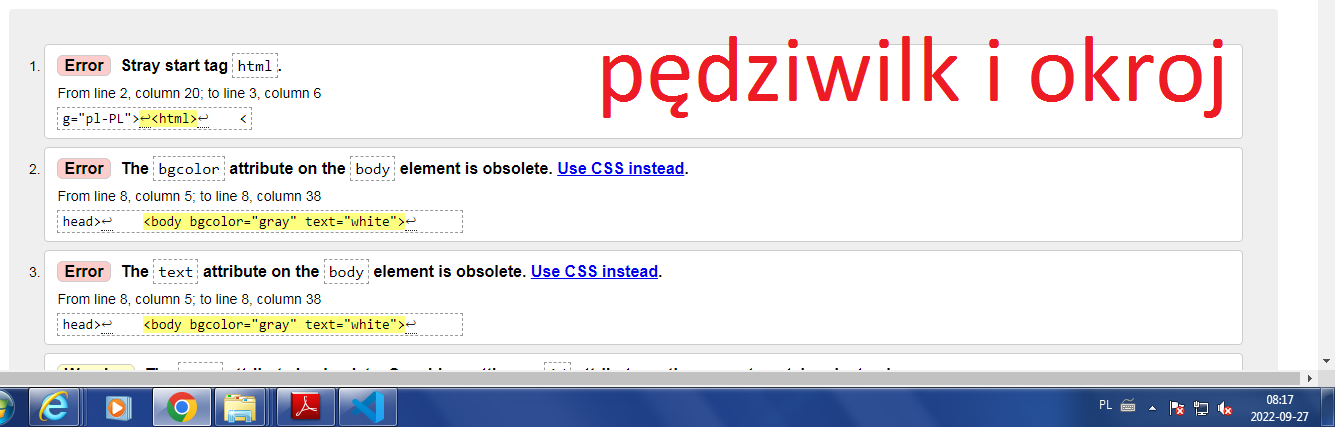 pędziwilk i okroj
1. Error Stray start tag html.
From line 2, column 20; to line 3, column 6
g="pl-PL">↩<html>↩ <
2. Error The bgcolor attribute on the body element is obsolete. Use CSS instead.
From line 8, column 5; to line 8, column 38
head>↩ <body bgcolor="gray" text="white">↩
3. Error The text attribute on the body element is obsolete. Use CSS instead.
From line 8, column 5; to line 8, column 38
head>↩ <body bgcolor="gray" text="white">↩
PL
08:17
2022-09-27